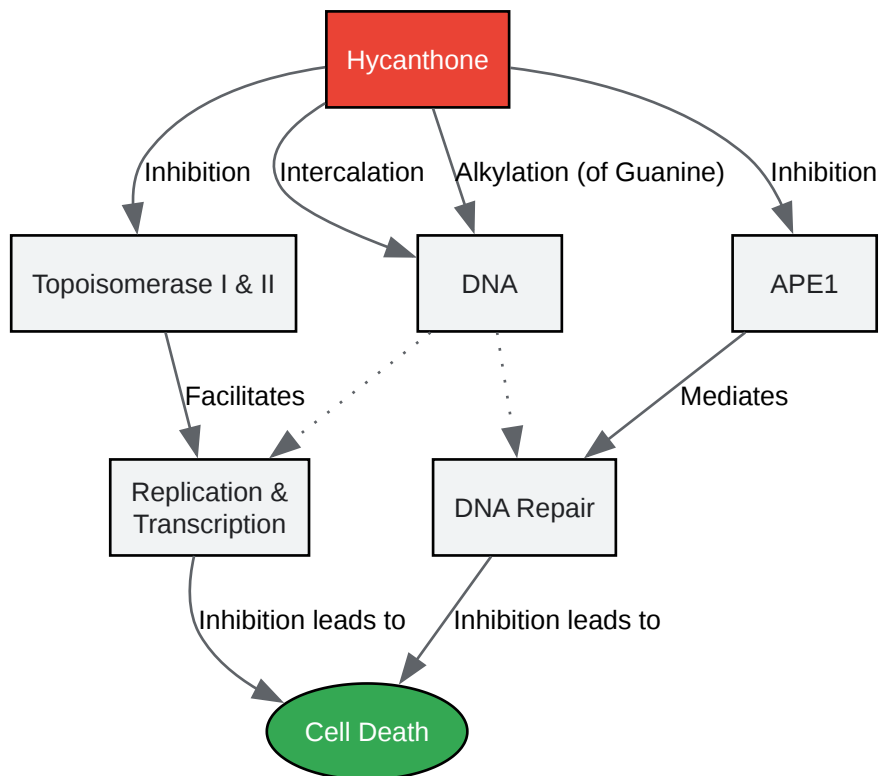 Hycanthone
Inhibition
Intercalation
Alkylation (of Guanine)
Inhibition
Topoisomerase I & II
DNA
APE1
Facilitates
Mediates
Replication &
Transcription
DNA Repair
Inhibition leads to
Inhibition leads to
Cell Death